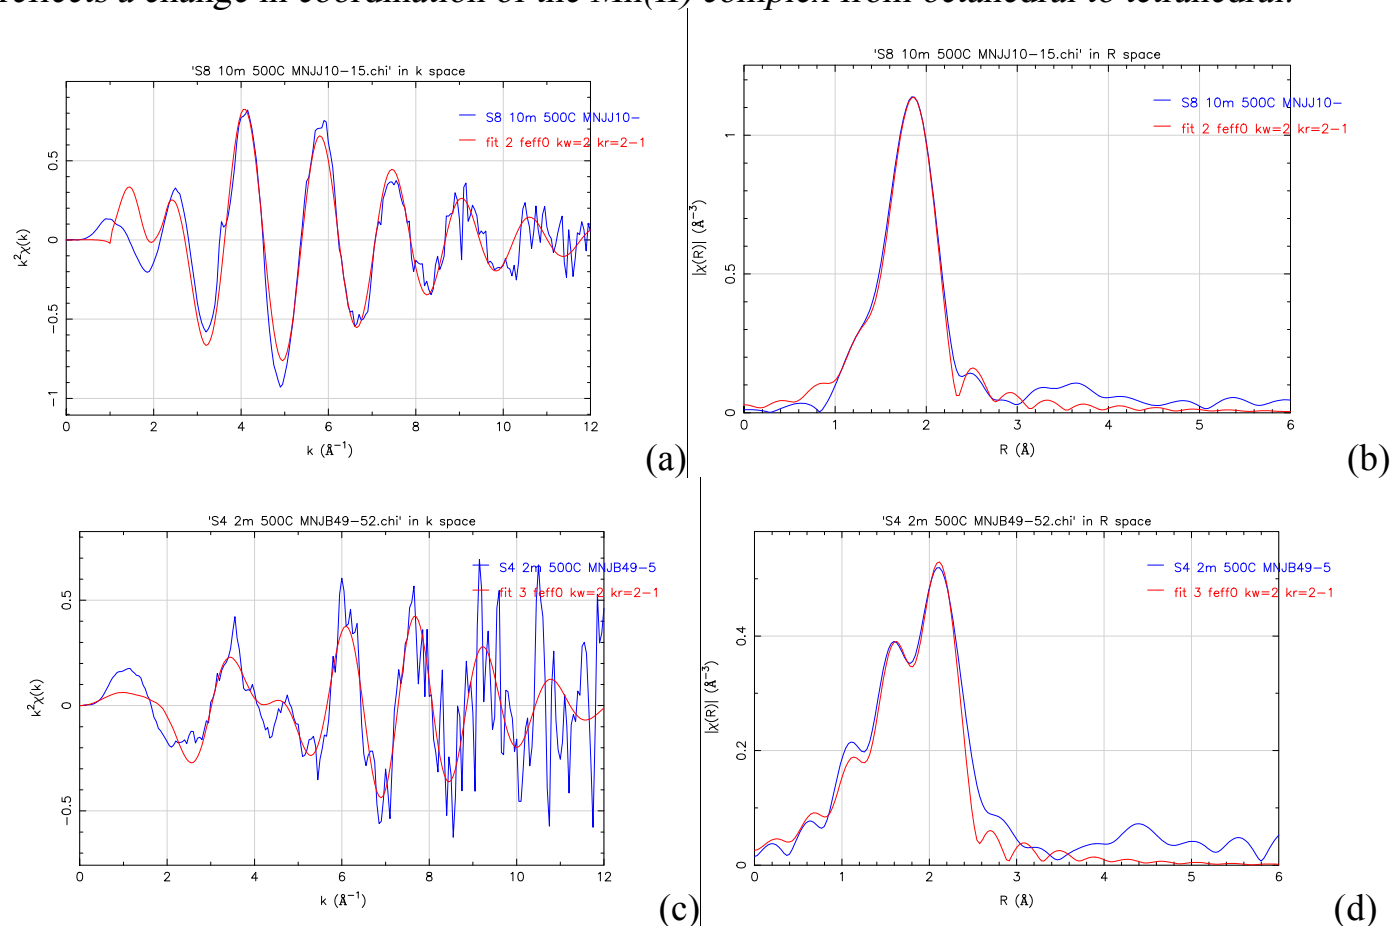 reflects a change in coordination of the Mn(II) complex from octahedral to tetrahedral.
'S8 10m 500C MNJJ10-15.chi' in k space
S8 10m 500C MNJJ10-
fit 2 feff0 kw=2 kr=2-1
0.5
0
-0.5
-1
k²χ(k)
0 2 4 6 8 10 12
k (Å⁻¹)
(a)
'S8 10m 500C MNJJ10-15.chi' in R space
S8 10m 500C MNJJ10-
fit 2 feff0 kw=2 kr=2-1
1
0.5
0
|χ(R)| (Å⁻³)
0 1 2 3 4 5 6
R (Å)
(b)
'S4 2m 500C MNJB49-52.chi' in k space
S4 2m 500C MNJB49-5
fit 3 feff0 kw=2 kr=2-1
0.5
0
-0.5
k²χ(k)
0 2 4 6 8 10 12
k (Å⁻¹)
(c)
'S4 2m 500C MNJB49-52.chi' in R space
S4 2m 500C MNJB49-5
fit 3 feff0 kw=2 kr=2-1
0.4
0.2
0
|χ(R)| (Å⁻³)
0 1 2 3 4 5 6
R (Å)
(d)